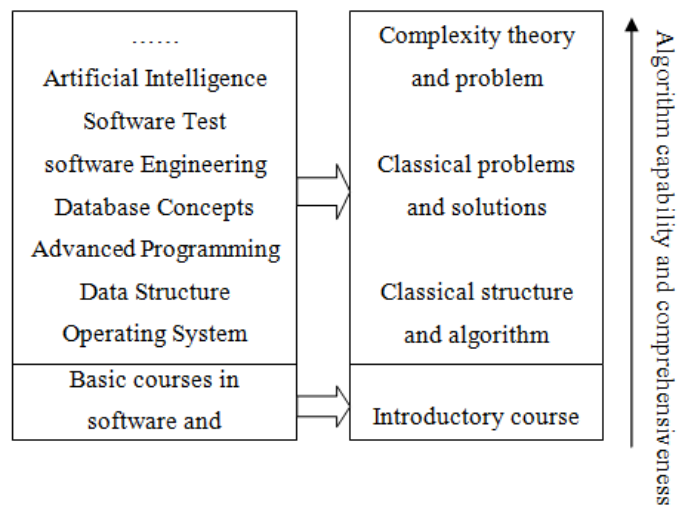 ……
Artificial Intelligence
Software Test
software Engineering
Database Concepts
Advanced Programming
Data Structure
Operating System
Basic courses in
software and
Complexity theory
and problem
Classical problems
and solutions
Classical structure
and algorithm
Introductory course
Algorithm capability and comprehensiveness